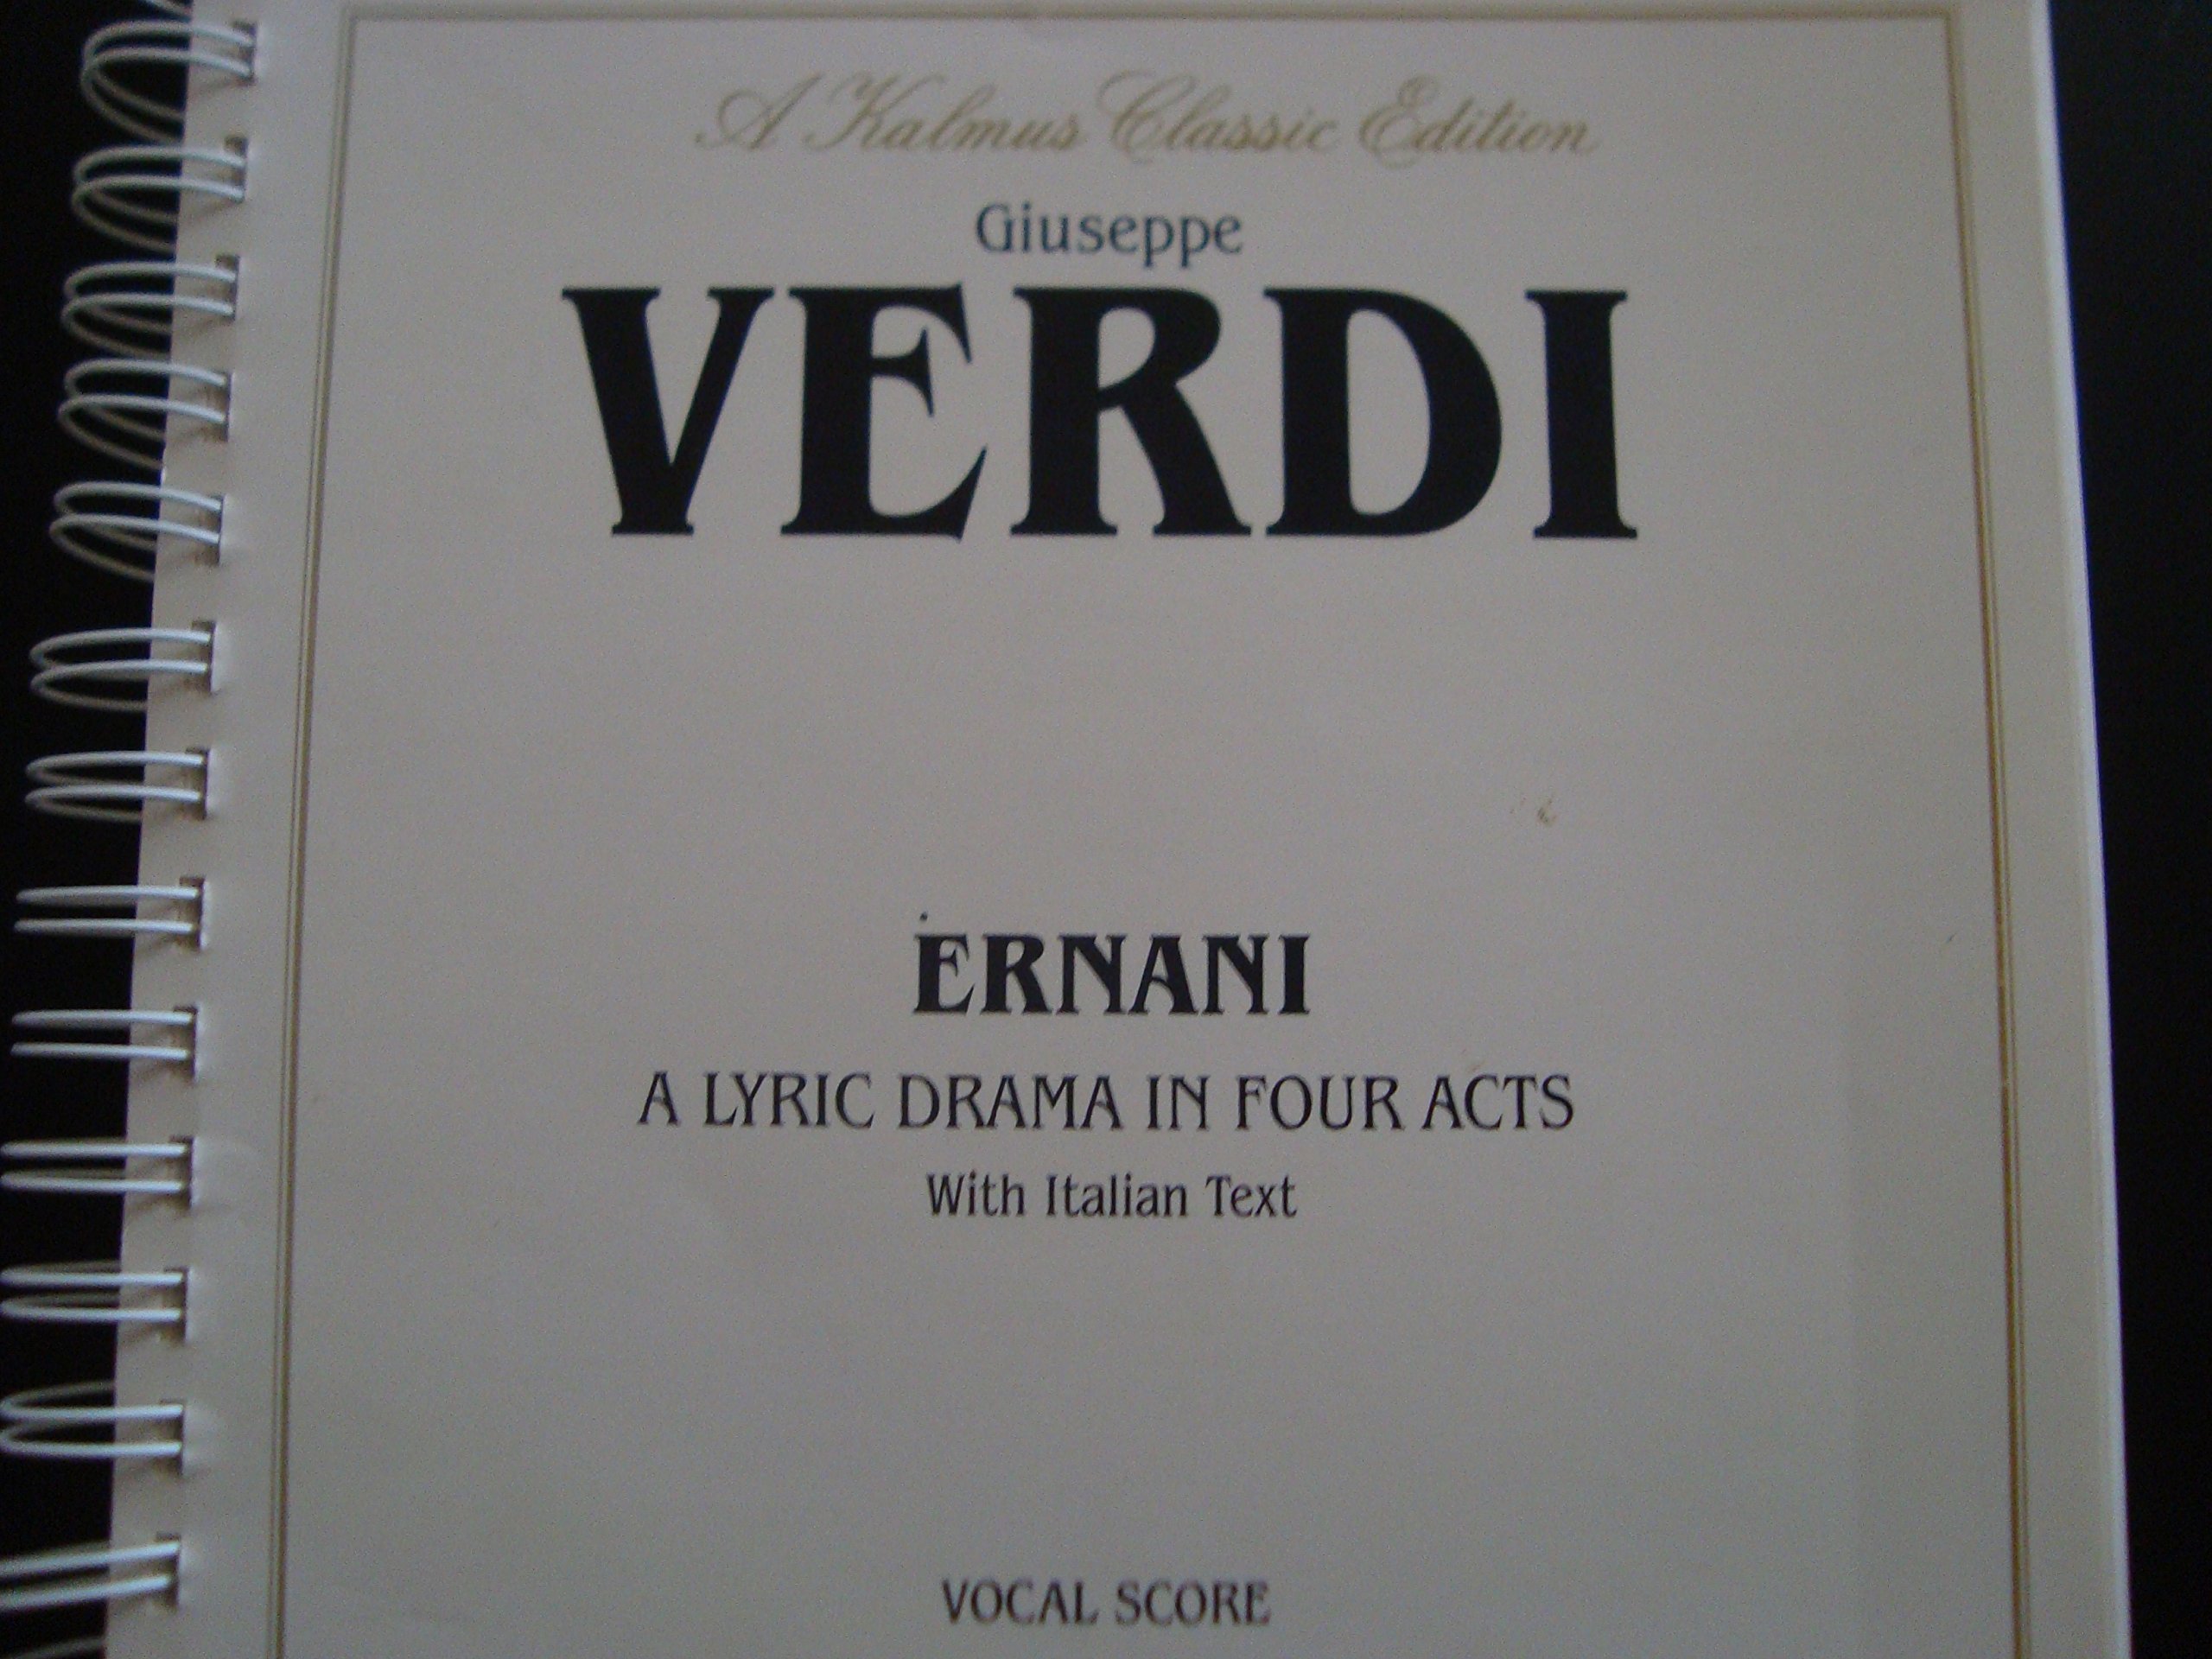 A Kalmus Classic Edition
Giuseppe
VERDI
ERNANI
A LYRIC DRAMA IN FOUR ACTS
With Italian Text
VOCAL SCORE